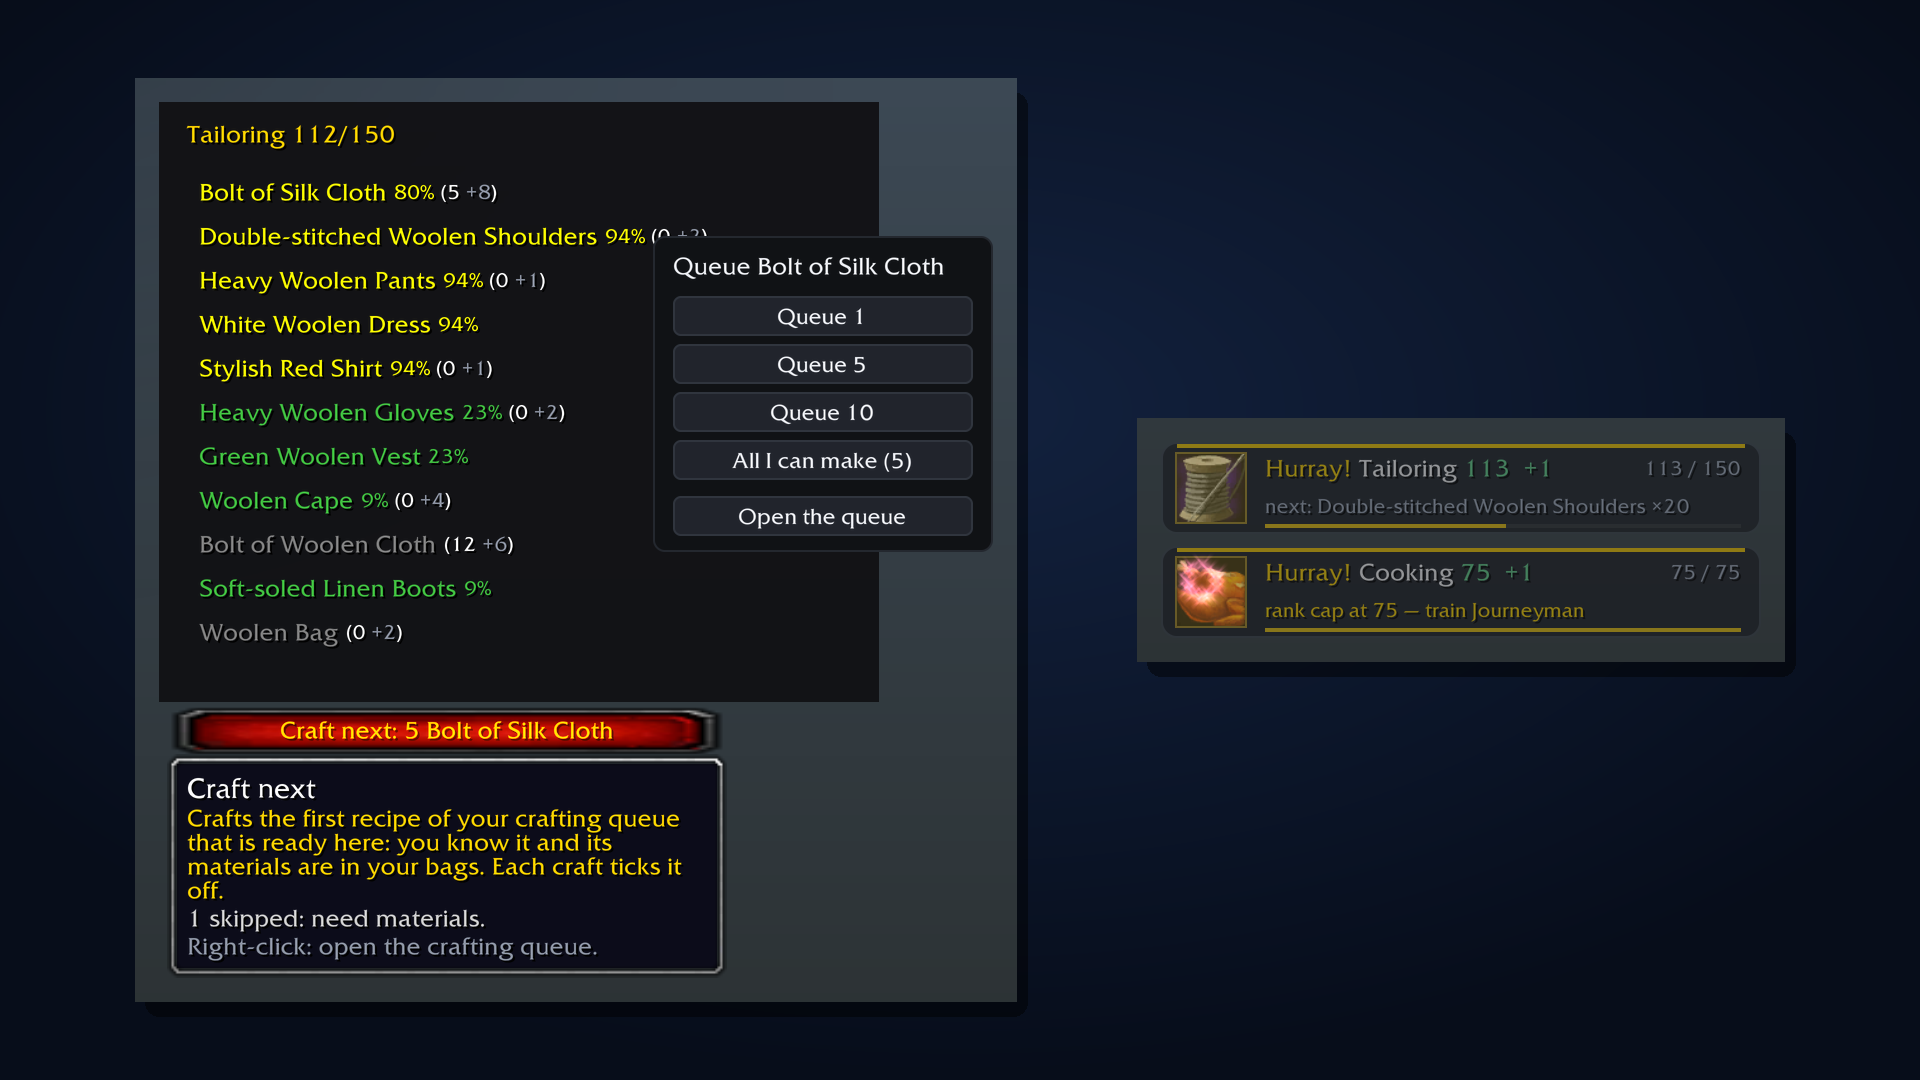 Tailoring 112/150
Bolt of Silk Cloth 80% (5 +8)
Double-stitched Woolen Shoulders 94% (0 +2)
Heavy Woolen Pants 94% (0 +1)
White Woolen Dress 94%
Stylish Red Shirt 94% (0 +1)
Heavy Woolen Gloves 23% (0 +2)
Green Woolen Vest 23%
Woolen Cape 9% (0 +4)
Bolt of Woolen Cloth (12 +6)
Soft-soled Linen Boots 9%
Woolen Bag (0 +2)
Queue Bolt of Silk Cloth
Queue 1
Queue 5
Queue 10
All I can make (5)
Open the queue
Craft next: 5 Bolt of Silk Cloth
Craft next
Crafts the first recipe of your crafting queue
that is ready here: you know it and its
materials are in your bags. Each craft ticks it
off.
1 skipped: need materials.
Right-click: open the crafting queue.
Hurray! Tailoring 113 +1 113 / 150
next: Double-stitched Woolen Shoulders ×20
Hurray! Cooking 75 +1 75 / 75
rank cap at 75 — train Journeyman